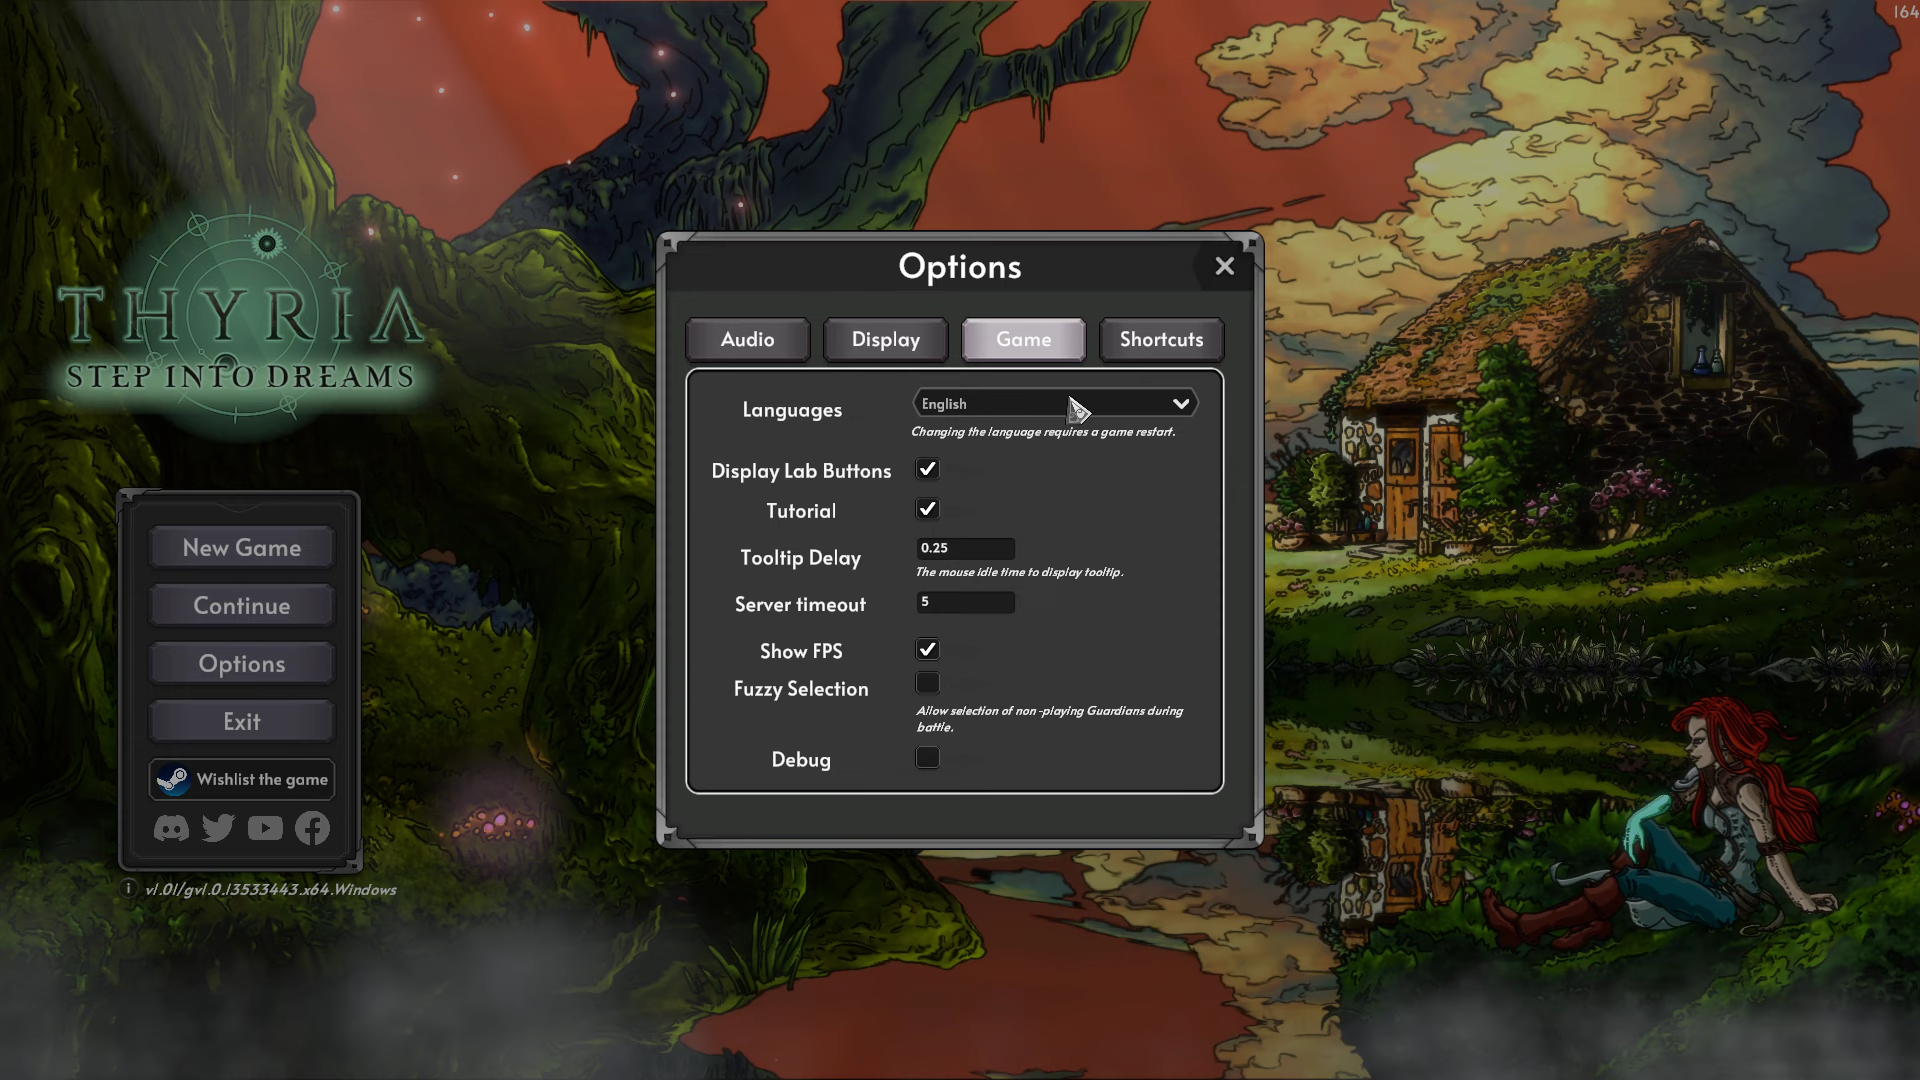 164
THYRIA
STEP INTO DREAMS
New Game
Continue
Options
Exit
Wishlist the game
v1.01/gv1.0.13533443.x64.Windows
Options
Audio
Display
Game
Shortcuts
Languages
English
Changing the language requires a game restart.
Display Lab Buttons
Tutorial
Tooltip Delay
0.25
The mouse idle time to display tooltip.
Server timeout
5
Show FPS
Fuzzy Selection
Allow selection of non-playing Guardians during
battle.
Debug